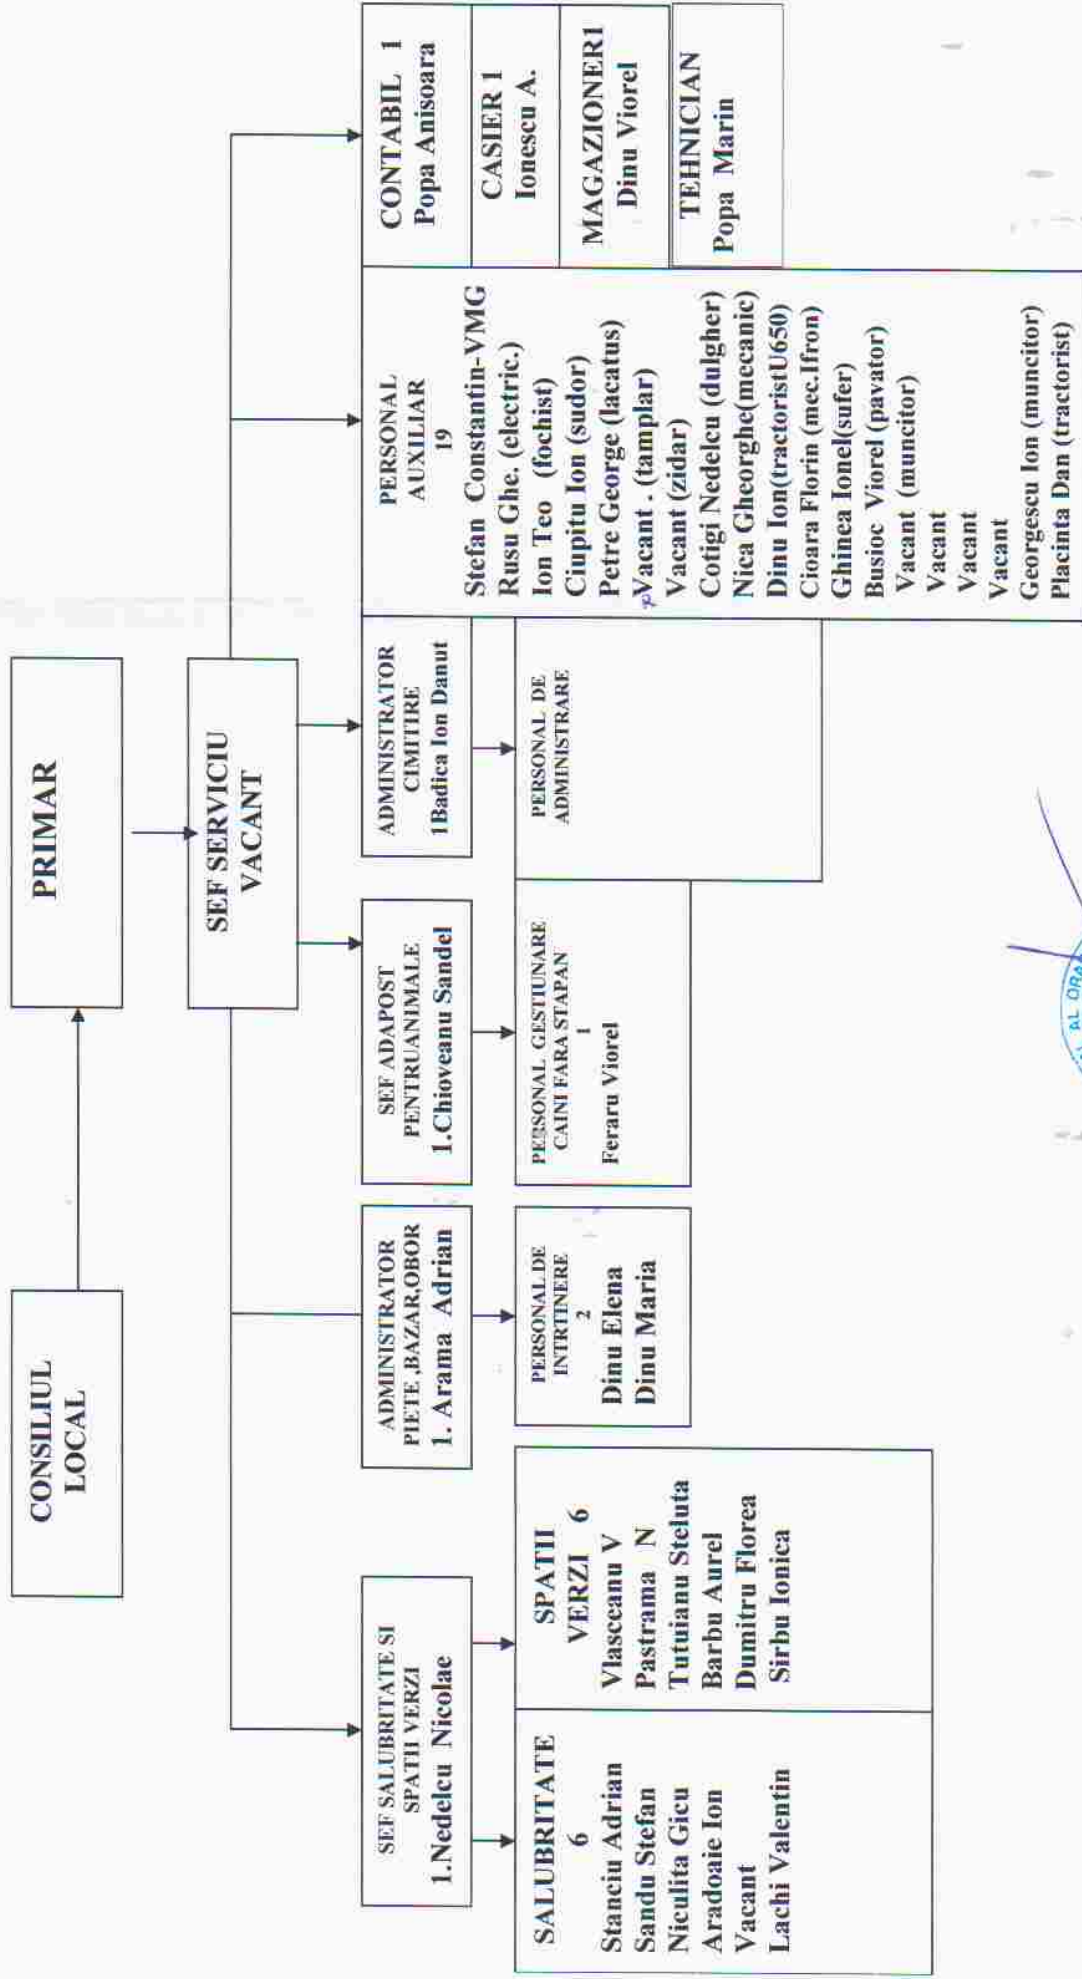 CONSILIUL
LOCAL
PRIMAR
SEF SERVICIU
VACANT
SEF SALUBRITATE SI
SPATII VERZI
1.Nedelcu Nicolae
SALUBRITATE
6
Stanciu Adrian
Sandu Stefan
Niculita Gicu
Aradoaie Ion
Vacant
Lachi Valentin
SPATII
VERZI 6
Vlasceanu V
Pastrama N
Tutuianu Steluta
Barbu Aurel
Dumitru Florea
Sirbu Ionica
ADMINISTRATOR
PIETE ,BAZAR,OBOR
1. Arama Adrian
PERSONAL DE
INTRTINERE
2
Dinu Elena
Dinu Maria
SEF ADAPOST
PENTRUANIMALE
1.Chioveanu Sandel
PERSONAL GESTIUNARE
CAINI FARA STAPAN
1
Feraru Viorel
ADMINISTRATOR
CIMITIRE
1Badica Ion Danut
PERSONAL DE
ADMINISTRARE
PERSONAL
AUXILIAR
19
Stefan Constantin-VMG
Rusu Ghe. (electric.)
Ion Teo (fochist)
Ciupitu Ion (sudor)
Petre George (lacatus)
Vacant . (tamplar)
Vacant (zidar)
Cotigi Nedelcu (dulgher)
Nica Gheorghe(mecanic)
Dinu Ion(tractoristU650)
Cioara Florin (mec.Ifron)
Ghinea Ionel(sufer)
Busioc Viorel (pavator)
Vacant (muncitor)
Vacant
Vacant
Vacant
Georgescu Ion (muncitor)
Placinta Dan (tractorist)
CONTABIL 1
Popa Anisoara
CASIER 1
Ionescu A.
MAGAZIONER1
Dinu Viorel
TEHNICIAN
Popa Marin
AL ORA